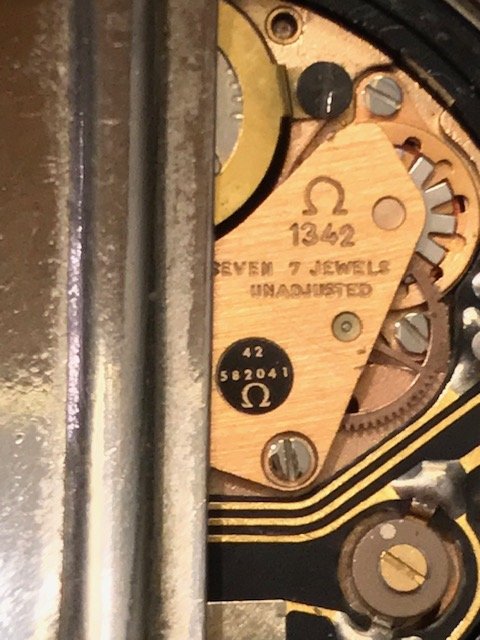 Ω
1342
SEVEN 7 JEWELS
UNADJUSTED
42
582041
Ω